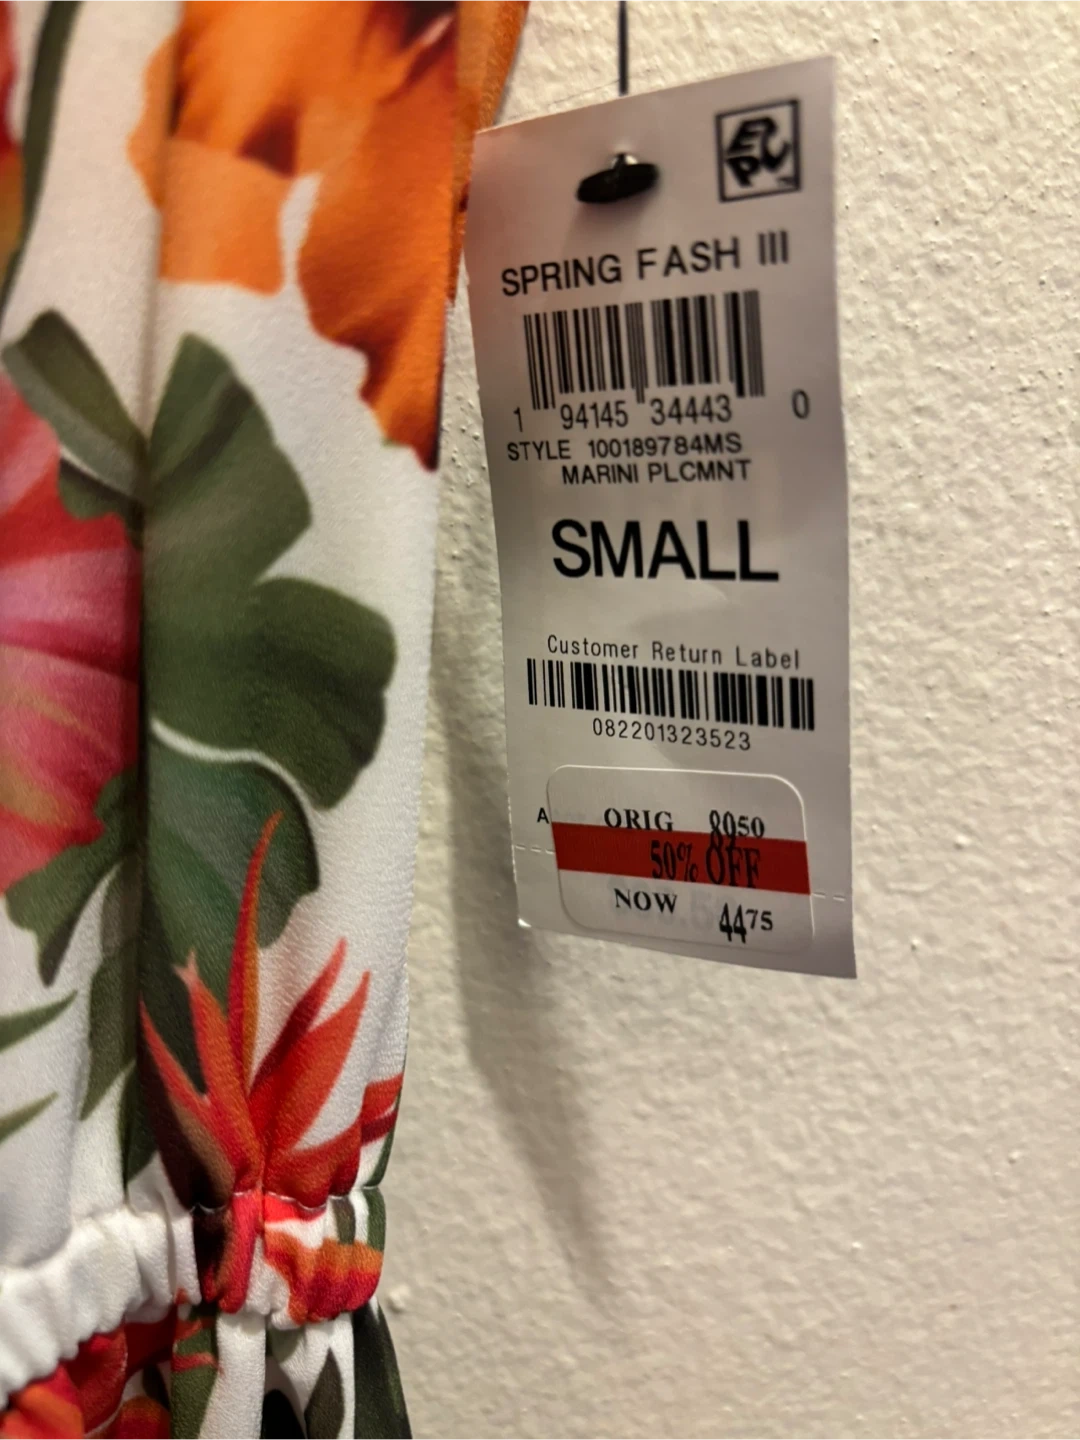 EPC
SPRING FASH III
1 94145 34443 0
STYLE 100189784MS
MARINI PLCMNT
SMALL
Customer Return Label
082201323523
A
ORIG 8950
50% OFF
NOW 4475